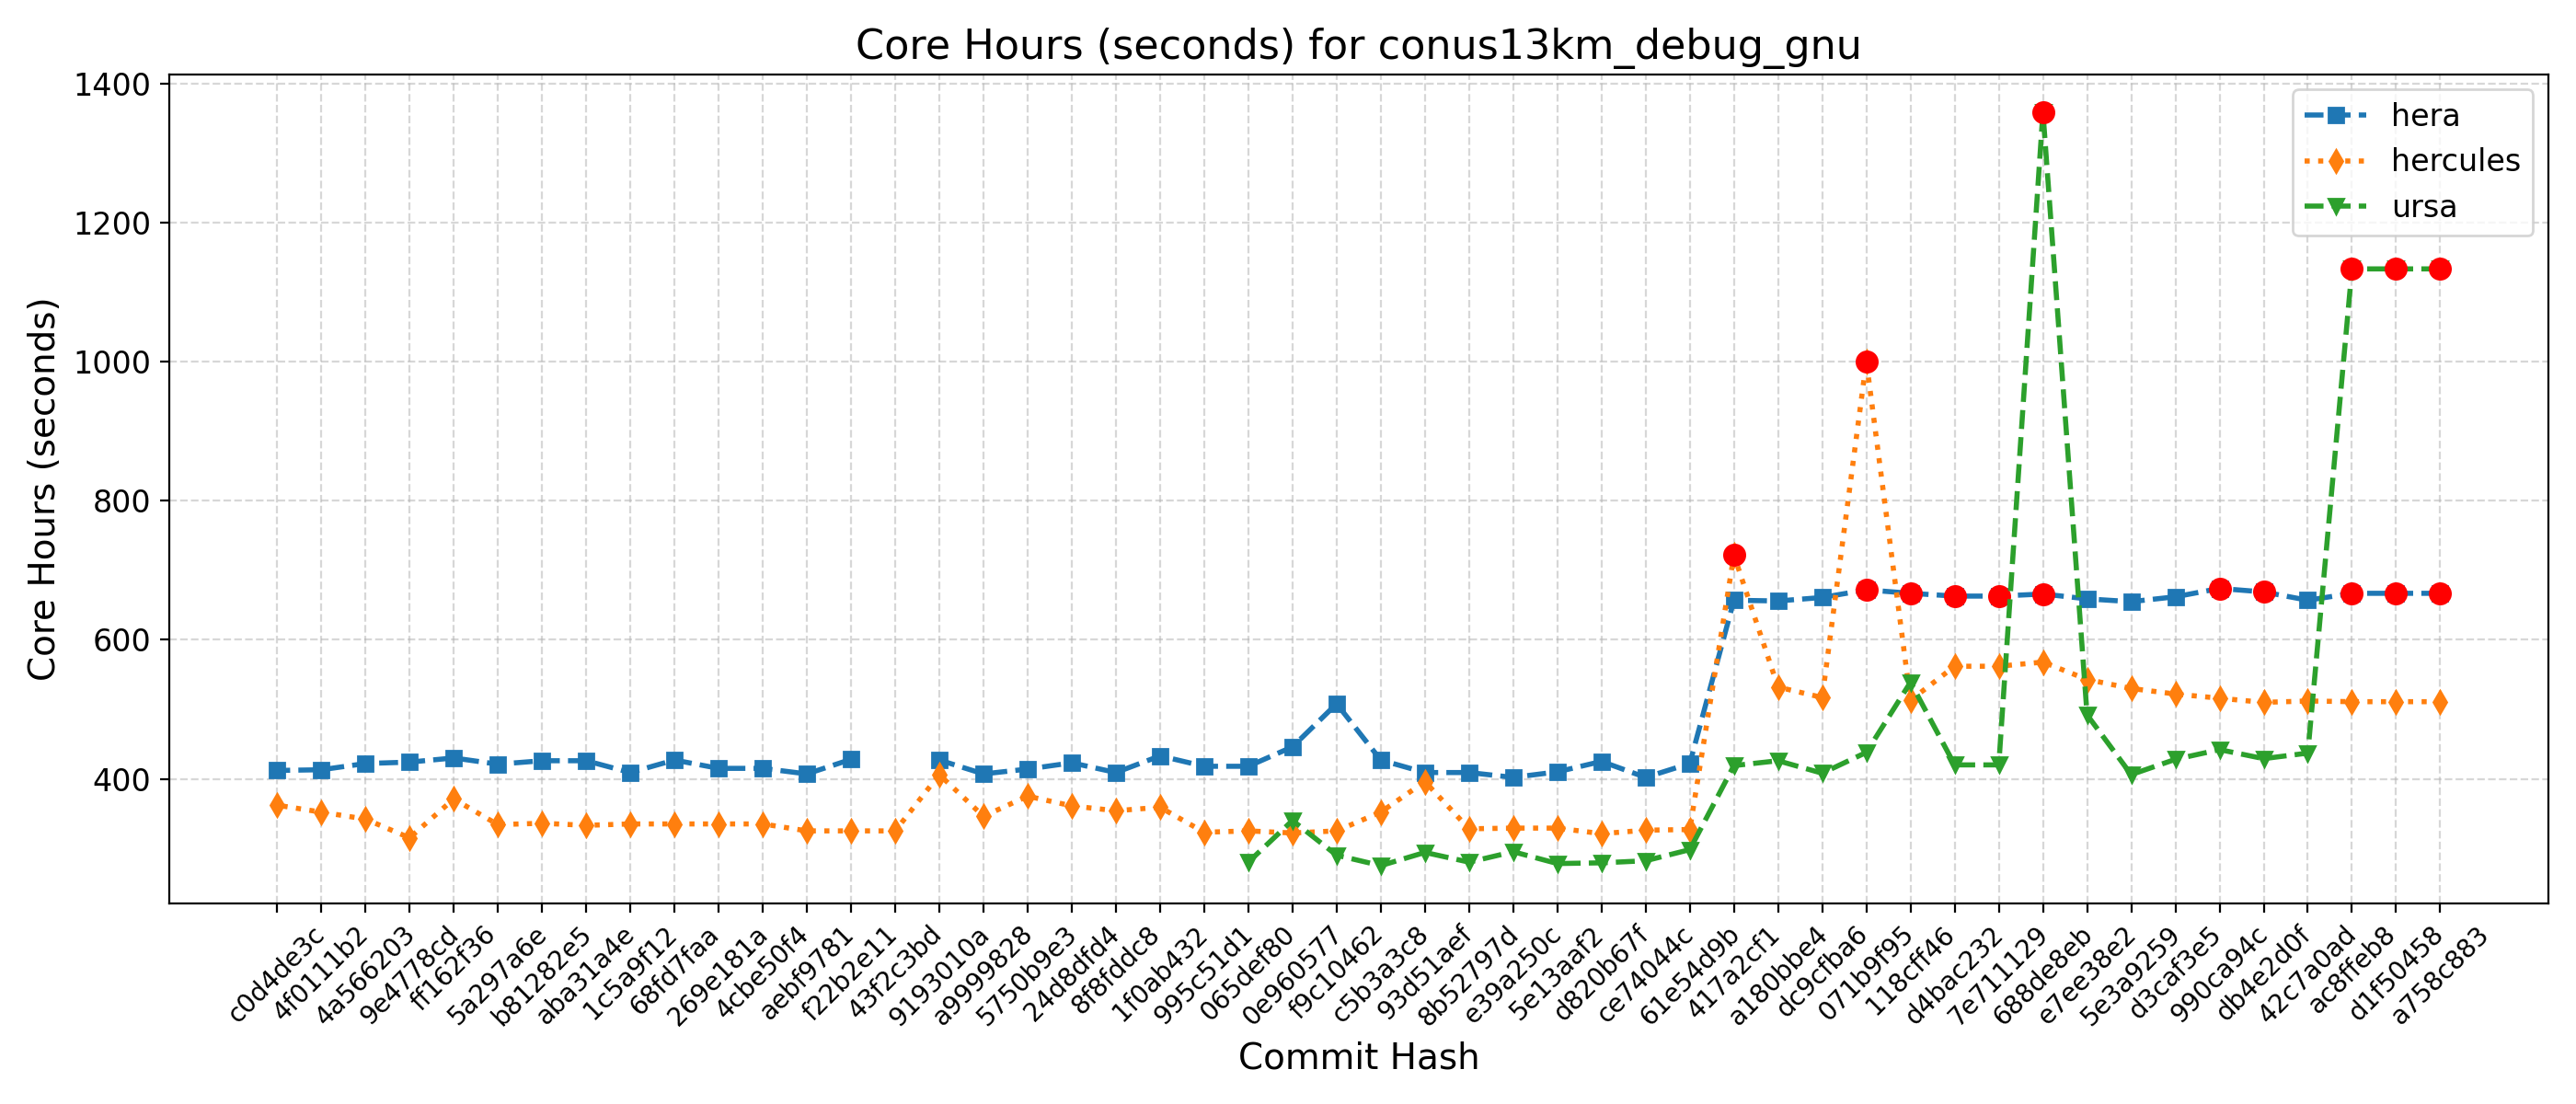 Core Hours (seconds) for conus13km_debug_gnu
Core Hours (seconds)
1400
1200
1000
800
600
400
hera
hercules
ursa
c0d4de3c
4f0111b2
4a566203
9e4778cd
ff162f36
5a297a6e
b81282e5
aba31a4e
1c5a9f12
68fd7faa
269e181a
4cbe50f4
aebf9781
f22b2e11
43f2c3bd
9193010a
a9999828
5750b9e3
24d8dfd4
8f8fddc8
1f0ab432
995c51d1
065def80
0e960577
f9c10462
c5b3a3c8
93d51aef
8b52797d
e39a250c
5e13aaf2
d820b67f
ce74044c
61e54d9b
417a2cf1
a180bbe4
dc9cfba6
071b9f95
118cff46
d4bac232
7e711129
688de8eb
e7ee38e2
5e3a9259
d3caf3e5
990ca94c
db4e2d0f
42c7a0ad
ac8ffeb8
d1f50458
a758c883
Commit Hash